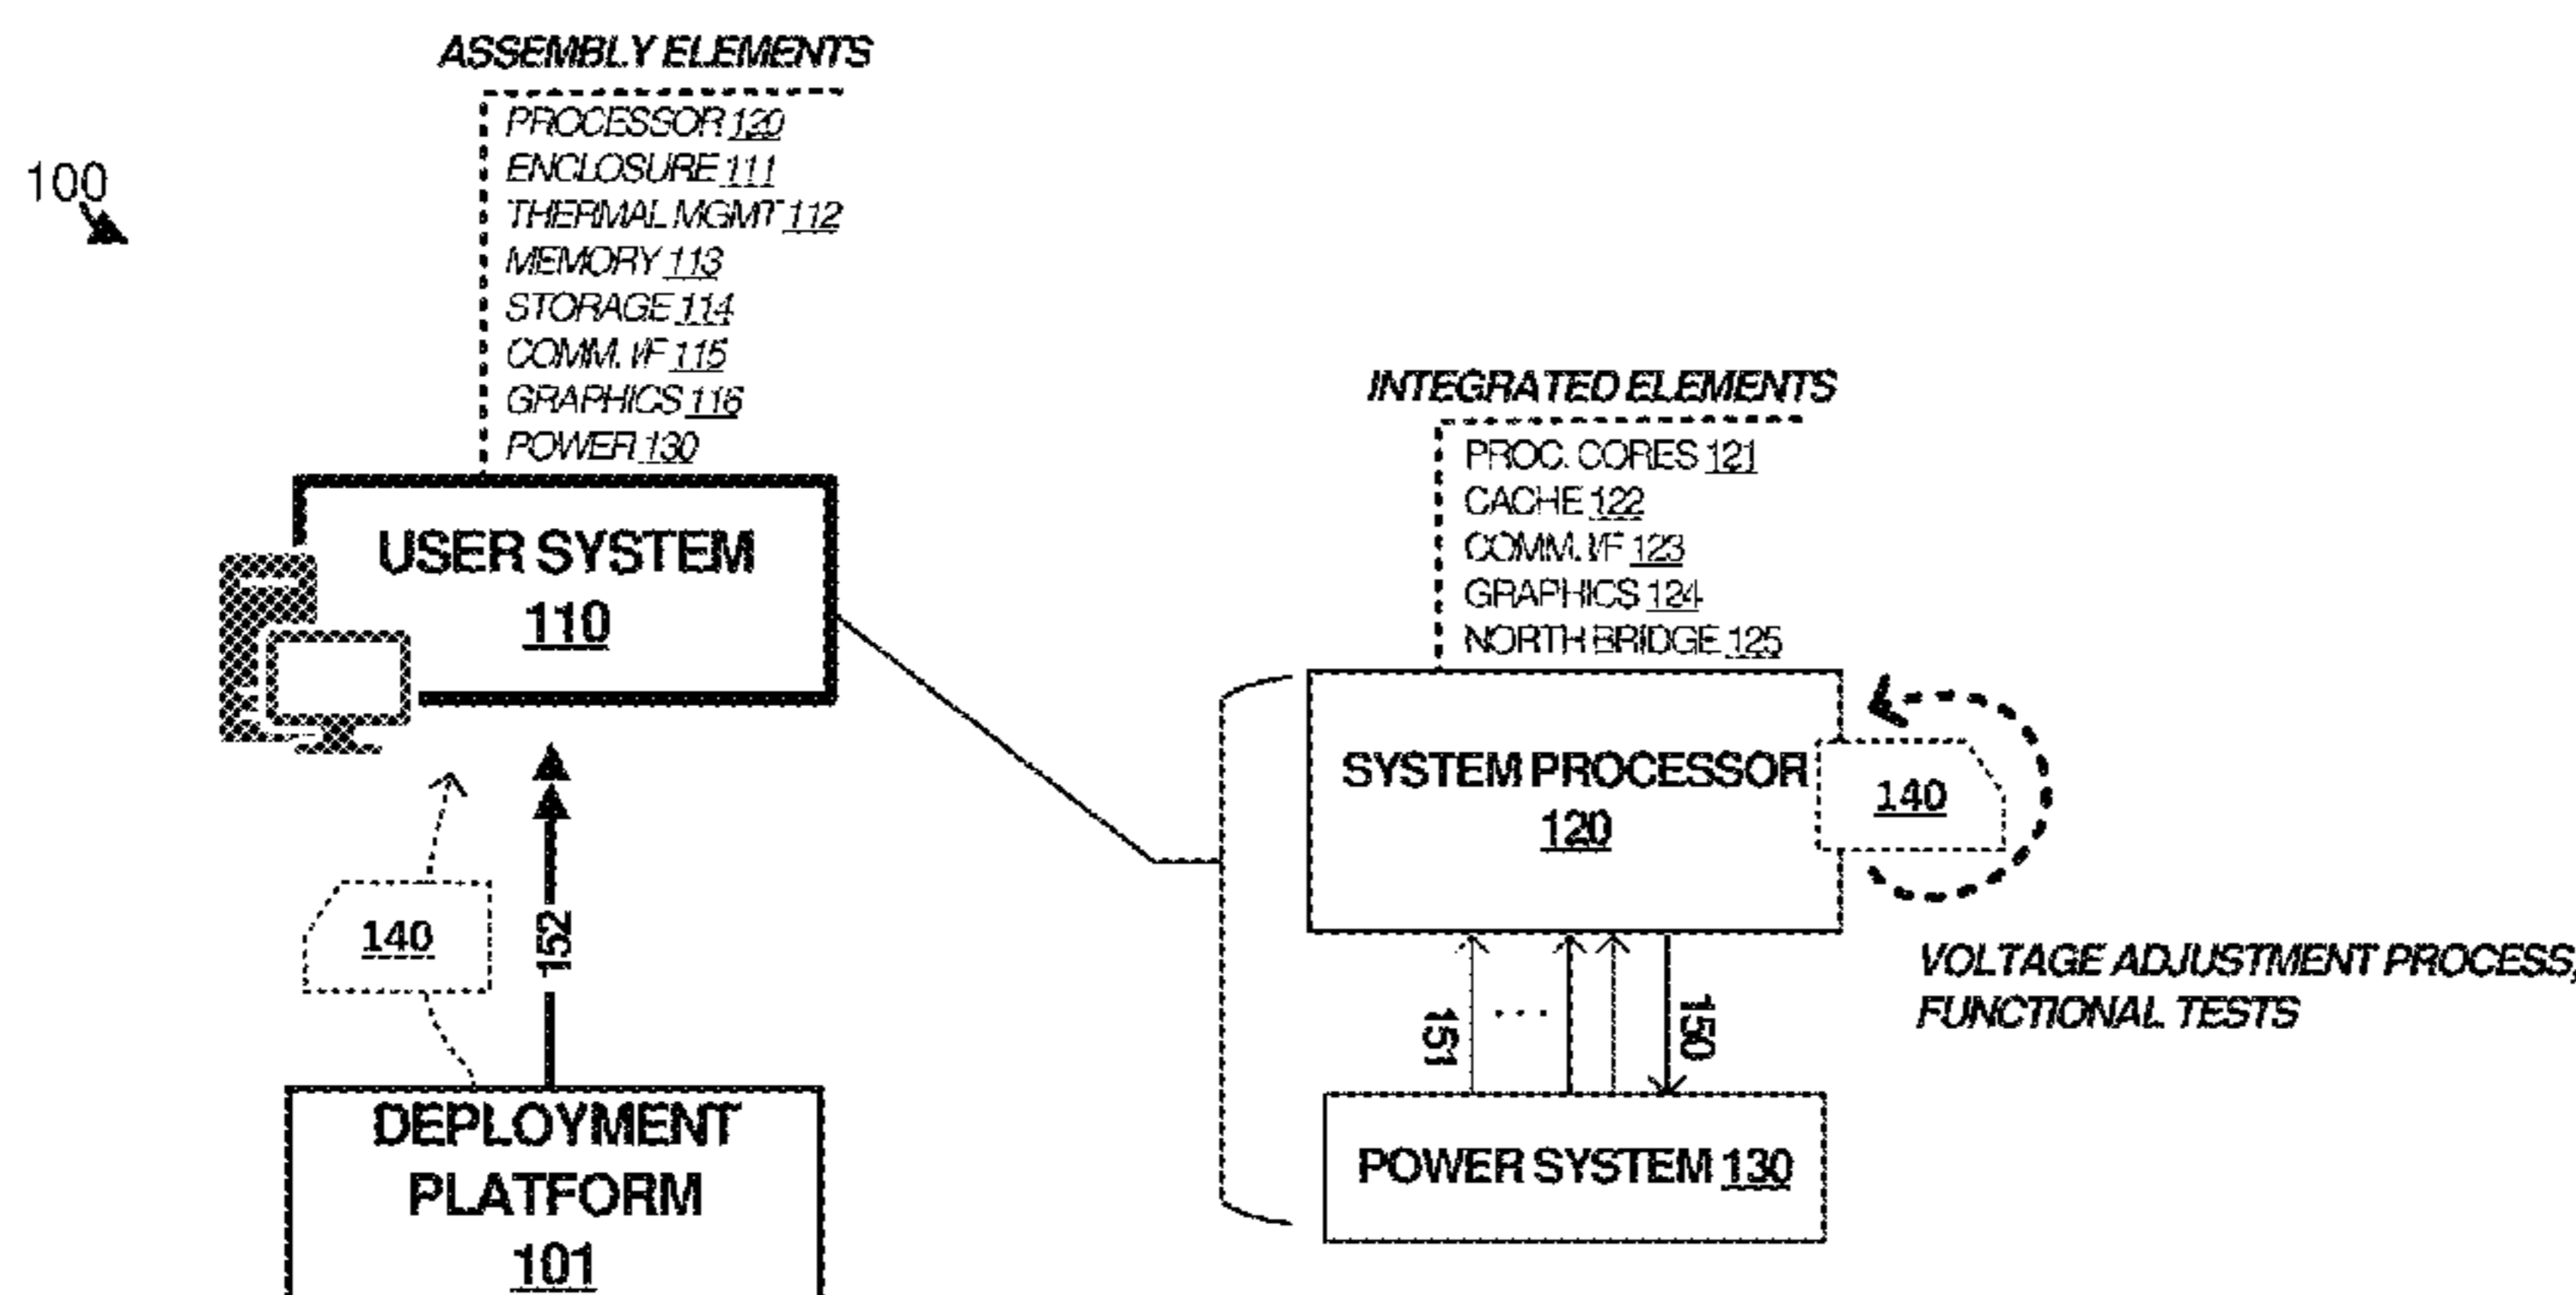 100
ASSEMBLY ELEMENTS
PROCESSOR 120
ENCLOSURE 111
THERMAL MGMT 112
MEMORY 113
STORAGE 114
COMM. I/F 115
GRAPHICS 116
POWER 130
USER SYSTEM
110
140
152
DEPLOYMENT
PLATFORM
101
INTEGRATED ELEMENTS
PROC. CORES 121
CACHE 122
COMM. I/F 123
GRAPHICS 124
NORTH BRIDGE 125
SYSTEM PROCESSOR
120
140
VOLTAGE ADJUSTMENT PROCESS,
FUNCTIONAL TESTS
151
...
150
POWER SYSTEM 130